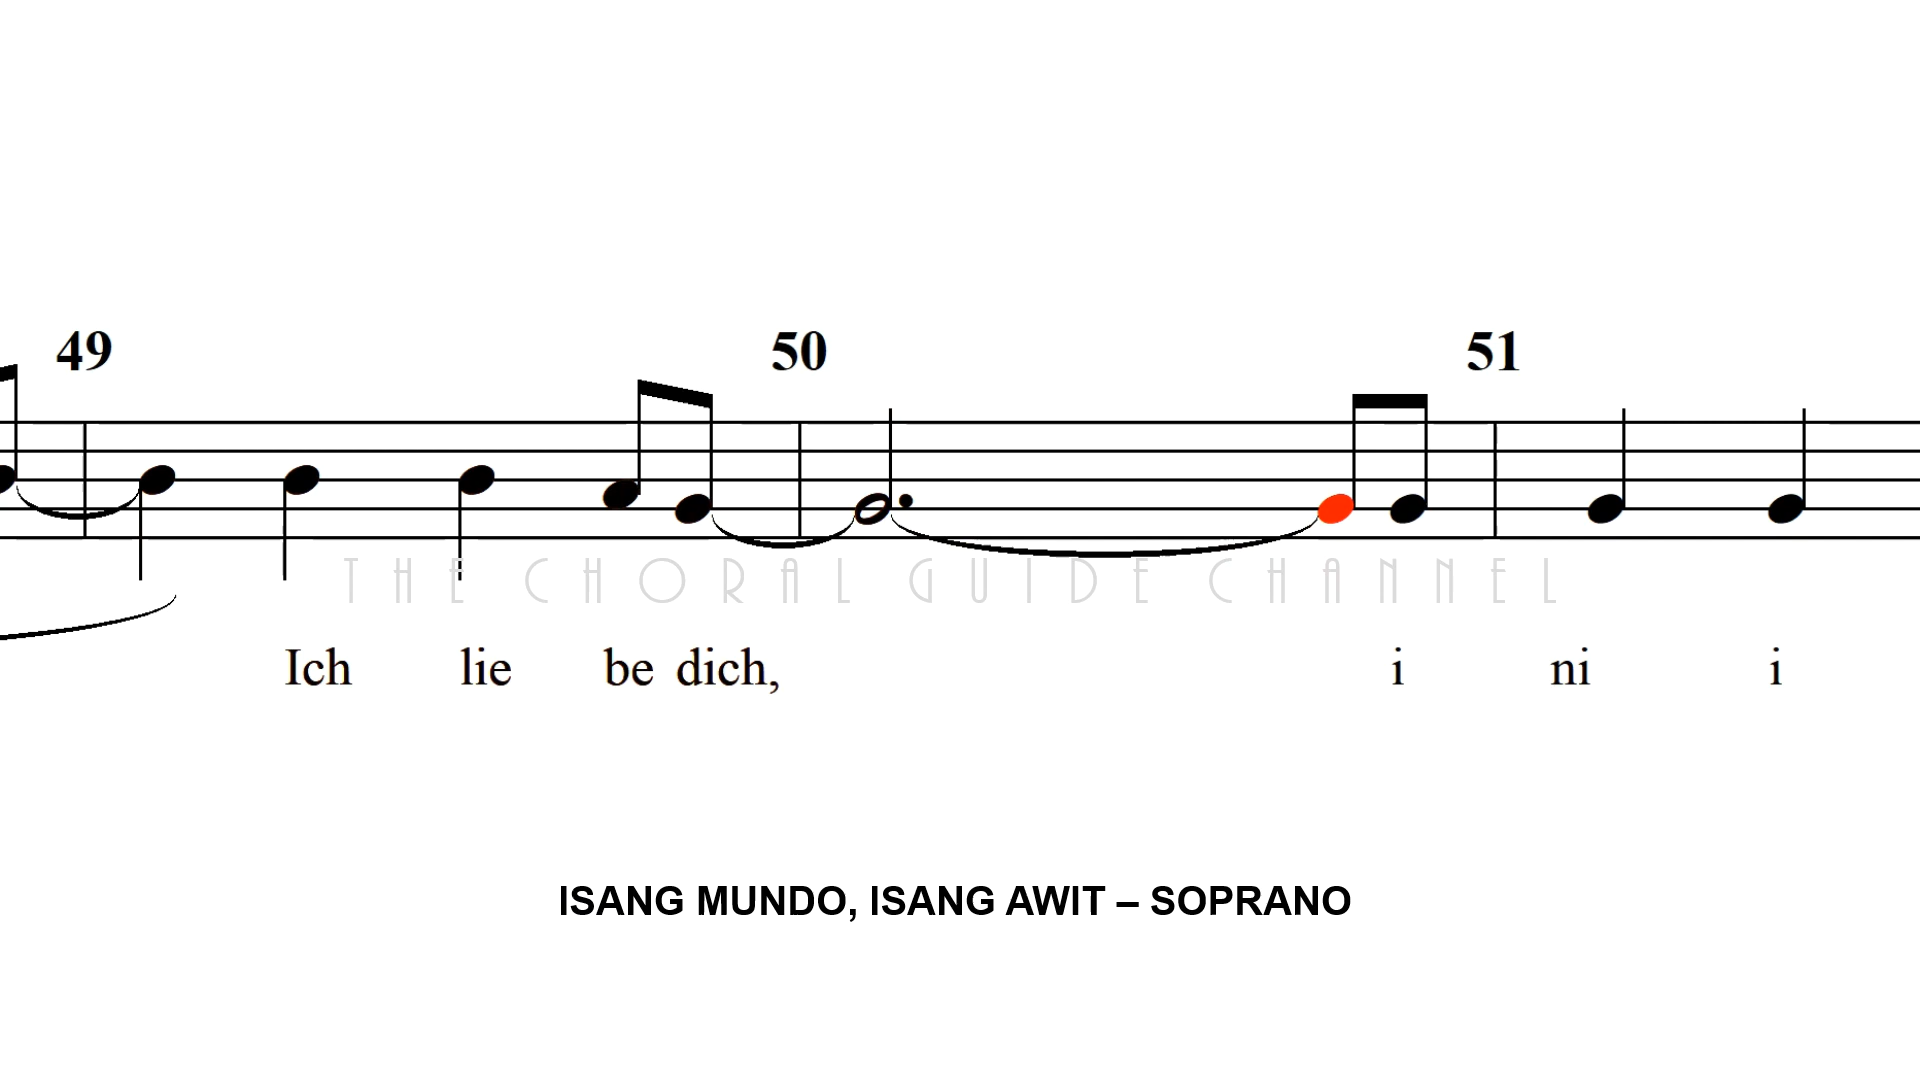 49 50 51
THE CHORAL GUIDE CHANNEL
Ich lie be dich, i ni i
ISANG MUNDO, ISANG AWIT – SOPRANO